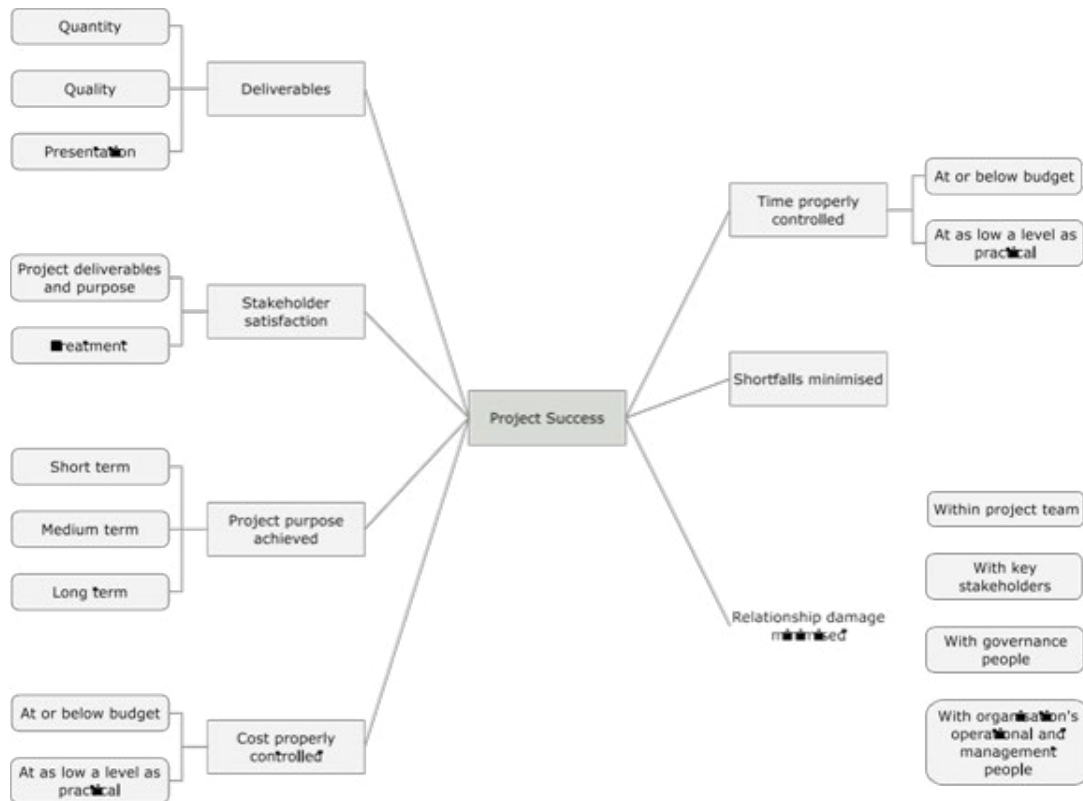 Quantity
Quality
Presentation
Deliverables
Project deliverables
and purpose
Treatment
Stakeholder
satisfaction
Short term
Medium term
Long term
Project purpose
achieved
At or below budget
At as low a level as
practical
Cost properly
controlled
Project Success
Time properly
controlled
At or below budget
At as low a level as
practical
Shortfalls minimised
Relationship damage
minimised
Within project team
With key
stakeholders
With governance
people
With organisation's
operational and
management
people